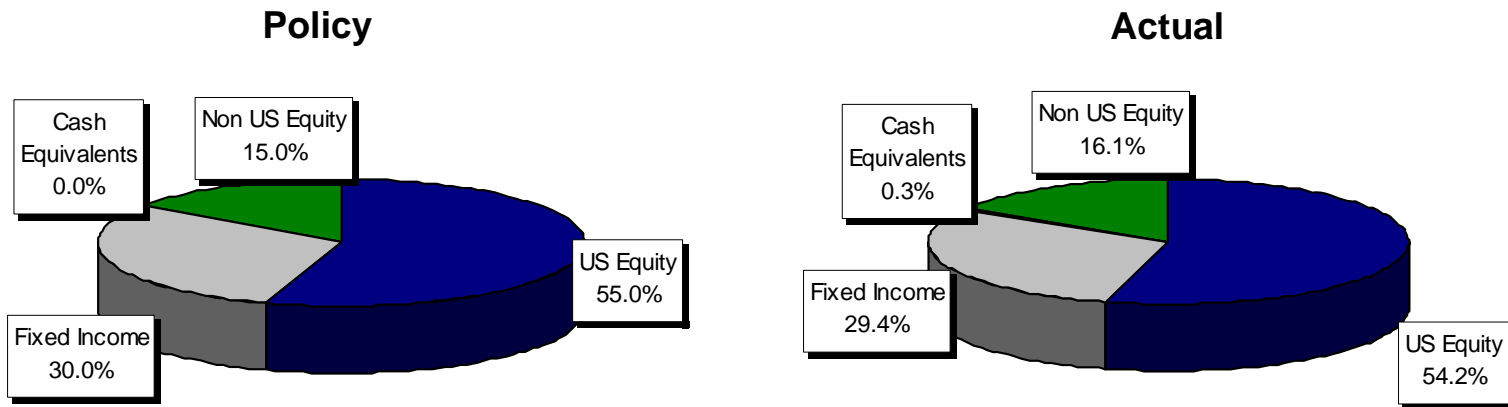 Policy
Cash
Equivalents
0.0%
Non US Equity
15.0%
US Equity
55.0%
Fixed Income
30.0%
Actual
Cash
Equivalents
0.3%
Non US Equity
16.1%
Fixed Income
29.4%
US Equity
54.2%